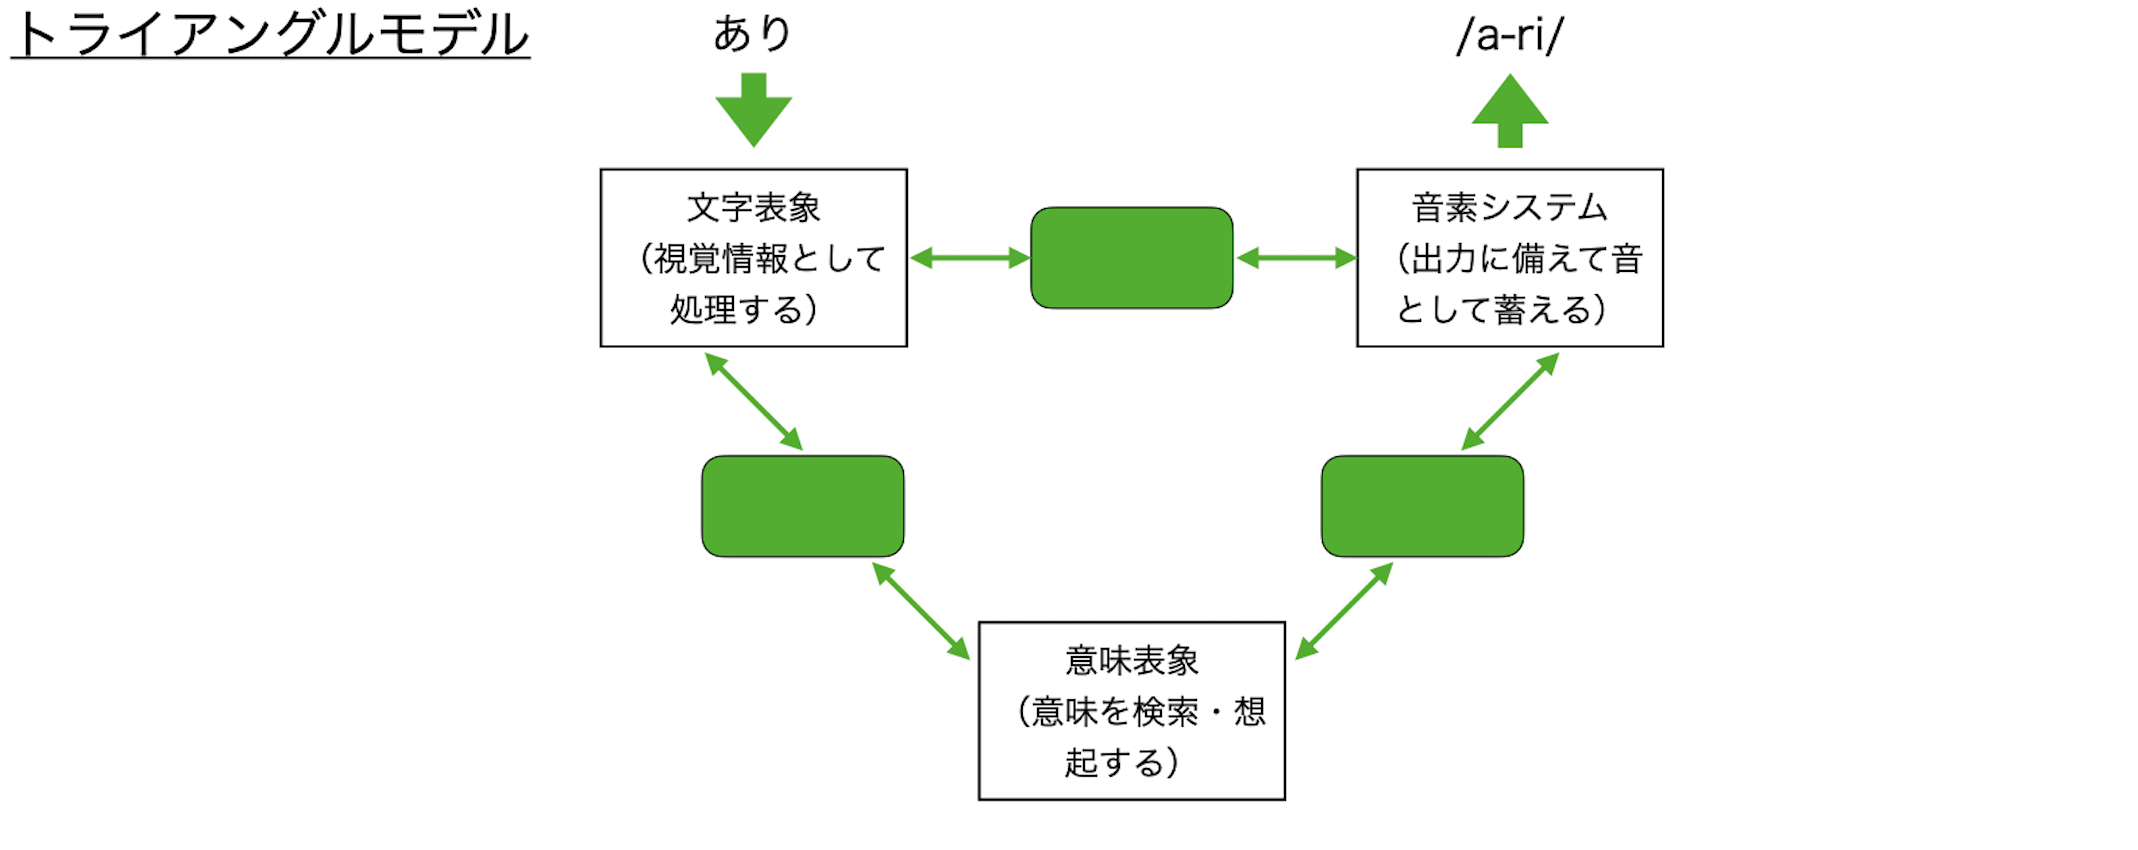 トライアングルモデル
あり
/a-ri/
文字表象
（視覚情報として
処理する）
音素システム
（出力に備えて音
として蓄える）
意味表象
（意味を検索・想
起する）